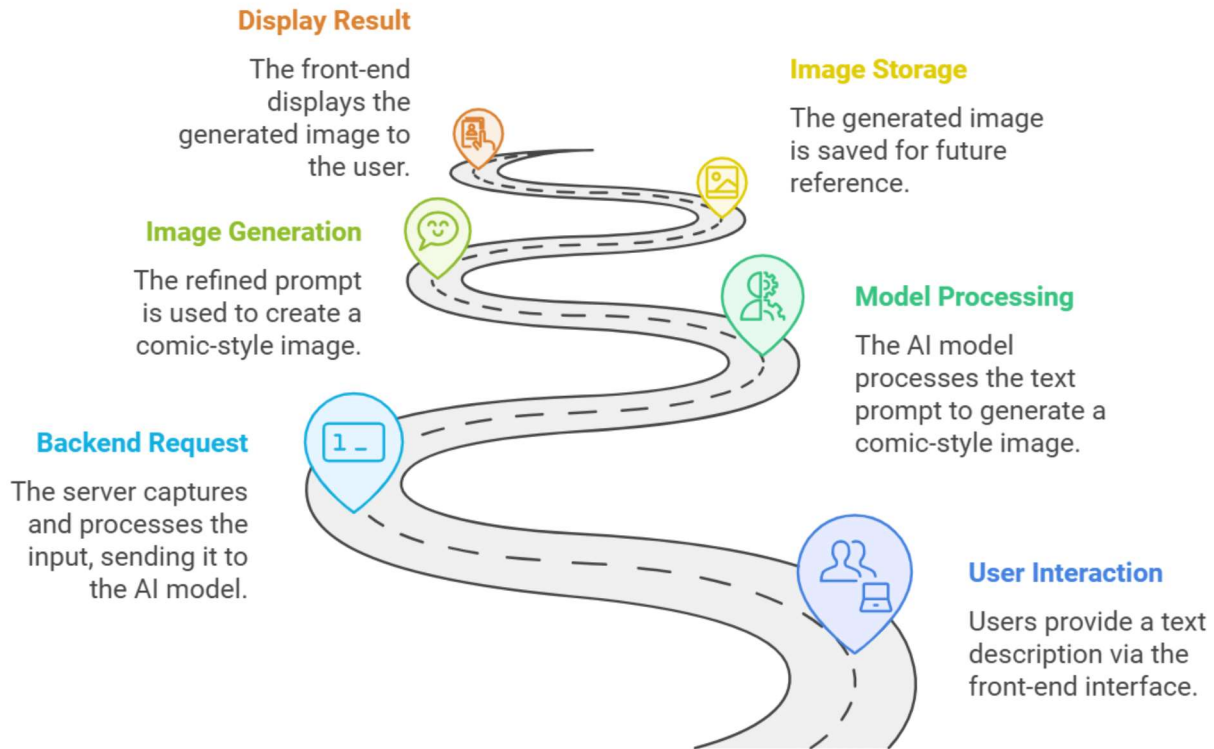 Display Result
The front-end
displays the
generated image to
the user.
Image Storage
The generated image
is saved for future
reference.
Image Generation
The refined prompt
is used to create a
comic-style image.
Model Processing
The AI model
processes the text
prompt to generate a
comic-style image.
Backend Request
The server captures
and processes the
input, sending it to
the AI model.
1 _
User Interaction
Users provide a text
description via the
front-end interface.